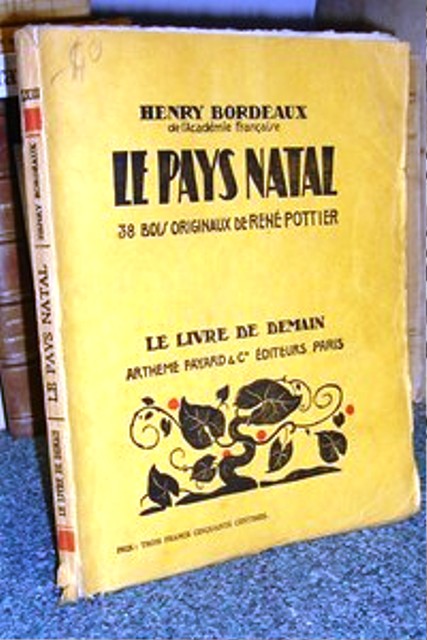 HENRY BORDEAUX
de l'Académie française
LE PAYS NATAL
38 BOIS ORIGINAUX DE RENÉ POTTIER
LE LIVRE DE DEMAIN
ARTHEME FAYARD & Cie ÉDITEURS PARIS
PRIX : TROIS FRANCS CINQUANTE CENTIMES.
HENRY BORDEAUX
LE PAYS NATAL
LE LIVRE DE DEMAIN